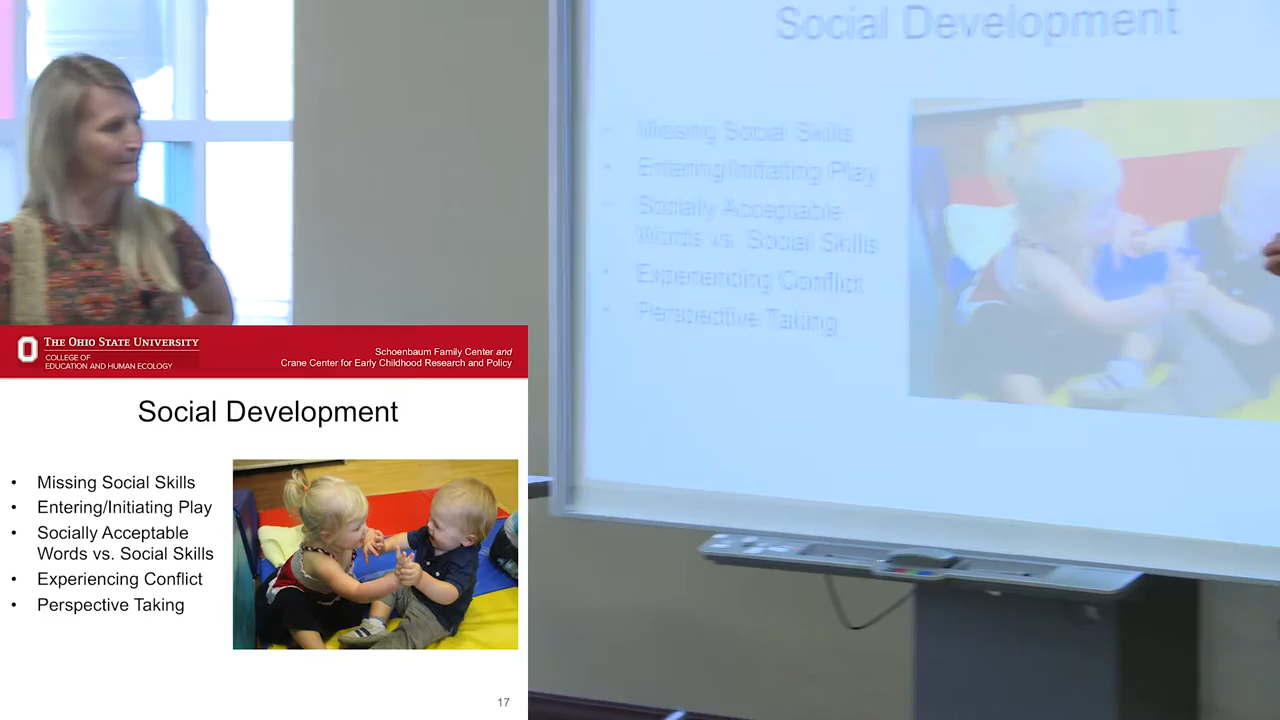 Social Development
Missing Social Skills
Entering/Initiating Play
Socially Acceptable
Words vs. Social Skills
Experiencing Conflict
Perspective Taking
THE OHIO STATE UNIVERSITY
COLLEGE OF
EDUCATION AND HUMAN ECOLOGY
Schoenbaum Family Center and
Crane Center for Early Childhood Research and Policy
Social Development
• Missing Social Skills
• Entering/Initiating Play
• Socially Acceptable
Words vs. Social Skills
• Experiencing Conflict
• Perspective Taking
17